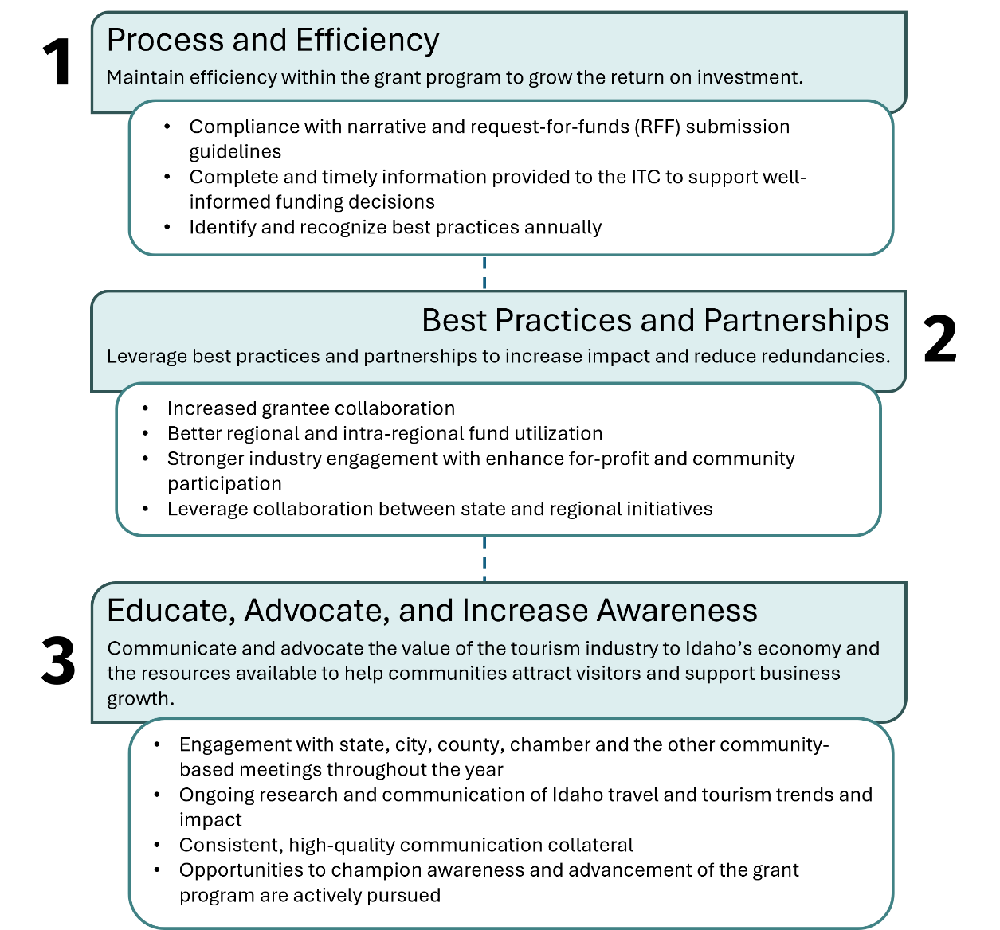 1
Process and Efficiency
Maintain efficiency within the grant program to grow the return on investment.
• Compliance with narrative and request-for-funds (RFF) submission
guidelines
• Complete and timely information provided to the ITC to support well-
informed funding decisions
• Identify and recognize best practices annually
Best Practices and Partnerships
2
Leverage best practices and partnerships to increase impact and reduce redundancies.
• Increased grantee collaboration
• Better regional and intra-regional fund utilization
• Stronger industry engagement with enhance for-profit and community
participation
• Leverage collaboration between state and regional initiatives
3
Educate, Advocate, and Increase Awareness
Communicate and advocate the value of the tourism industry to Idaho’s economy and
the resources available to help communities attract visitors and support business
growth.
• Engagement with state, city, county, chamber and the other community-
based meetings throughout the year
• Ongoing research and communication of Idaho travel and tourism trends and
impact
• Consistent, high-quality communication collateral
• Opportunities to champion awareness and advancement of the grant
program are actively pursued